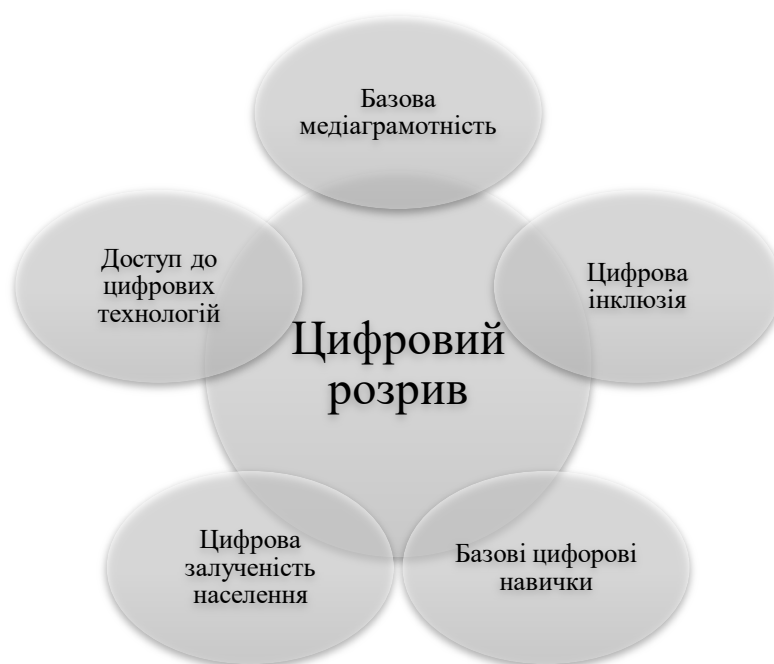 Базова
медіаграмотність
Доступ до
цифрових
технологій
Цифрова
інклюзія
Цифровий
розрив
Цифрова
залученість
населення
Базові цифорові
навички